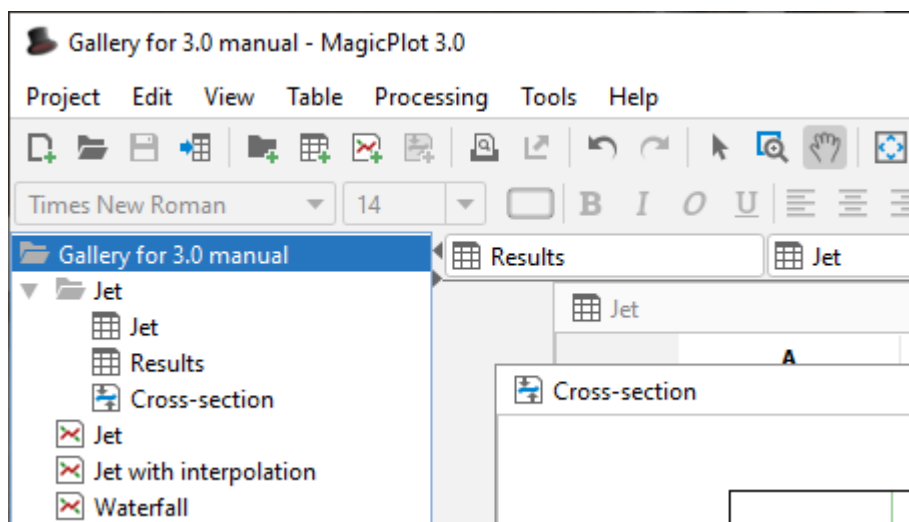 Gallery for 3.0 manual - MagicPlot 3.0
Project Edit View Table Processing Tools Help
Times New Roman 14 B I O U
Gallery for 3.0 manual
Results Jet
Jet
Jet
Jet
Results
A
Cross-section
Cross-section
Jet
Jet with interpolation
Waterfall